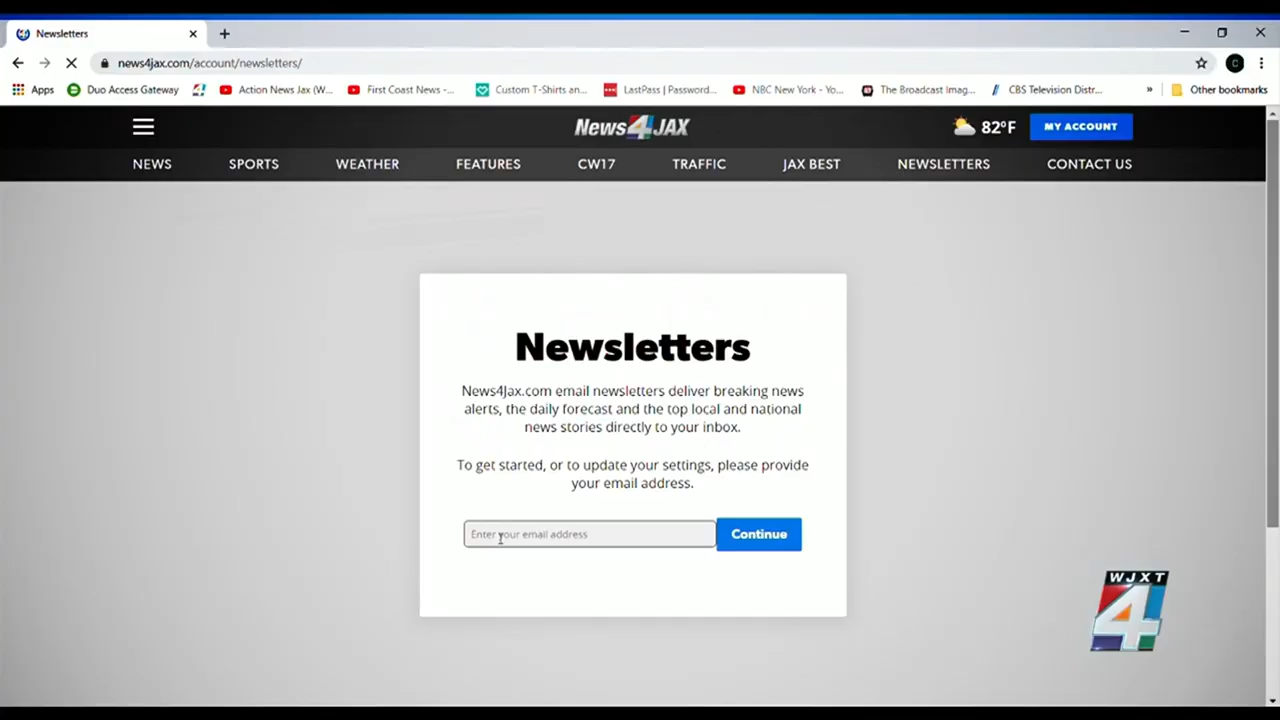 Newsletters
news4jax.com/account/newsletters/
C
Apps Duo Access Gateway Action News Jax (W... First Coast News -... Custom T-Shirts an... LastPass | Password... NBC New York - Yo... The Broadcast Imag... CBS Television Distr... » Other bookmarks
News4JAX 82°F MY ACCOUNT
NEWS SPORTS WEATHER FEATURES CW17 TRAFFIC JAX BEST NEWSLETTERS CONTACT US
Newsletters
News4Jax.com email newsletters deliver breaking news
alerts, the daily forecast and the top local and national
news stories directly to your inbox.
To get started, or to update your settings, please provide
your email address.
Enter your email address Continue
WJXT
4